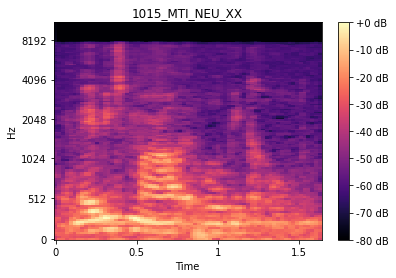 1015_MTI_NEU_XX
+0 dB
8192
-10 dB
4096
-20 dB
-30 dB
2048
Hz
-40 dB
1024
-50 dB
512
-60 dB
-70 dB
0
-80 dB
0
0.5
1
1.5
Time